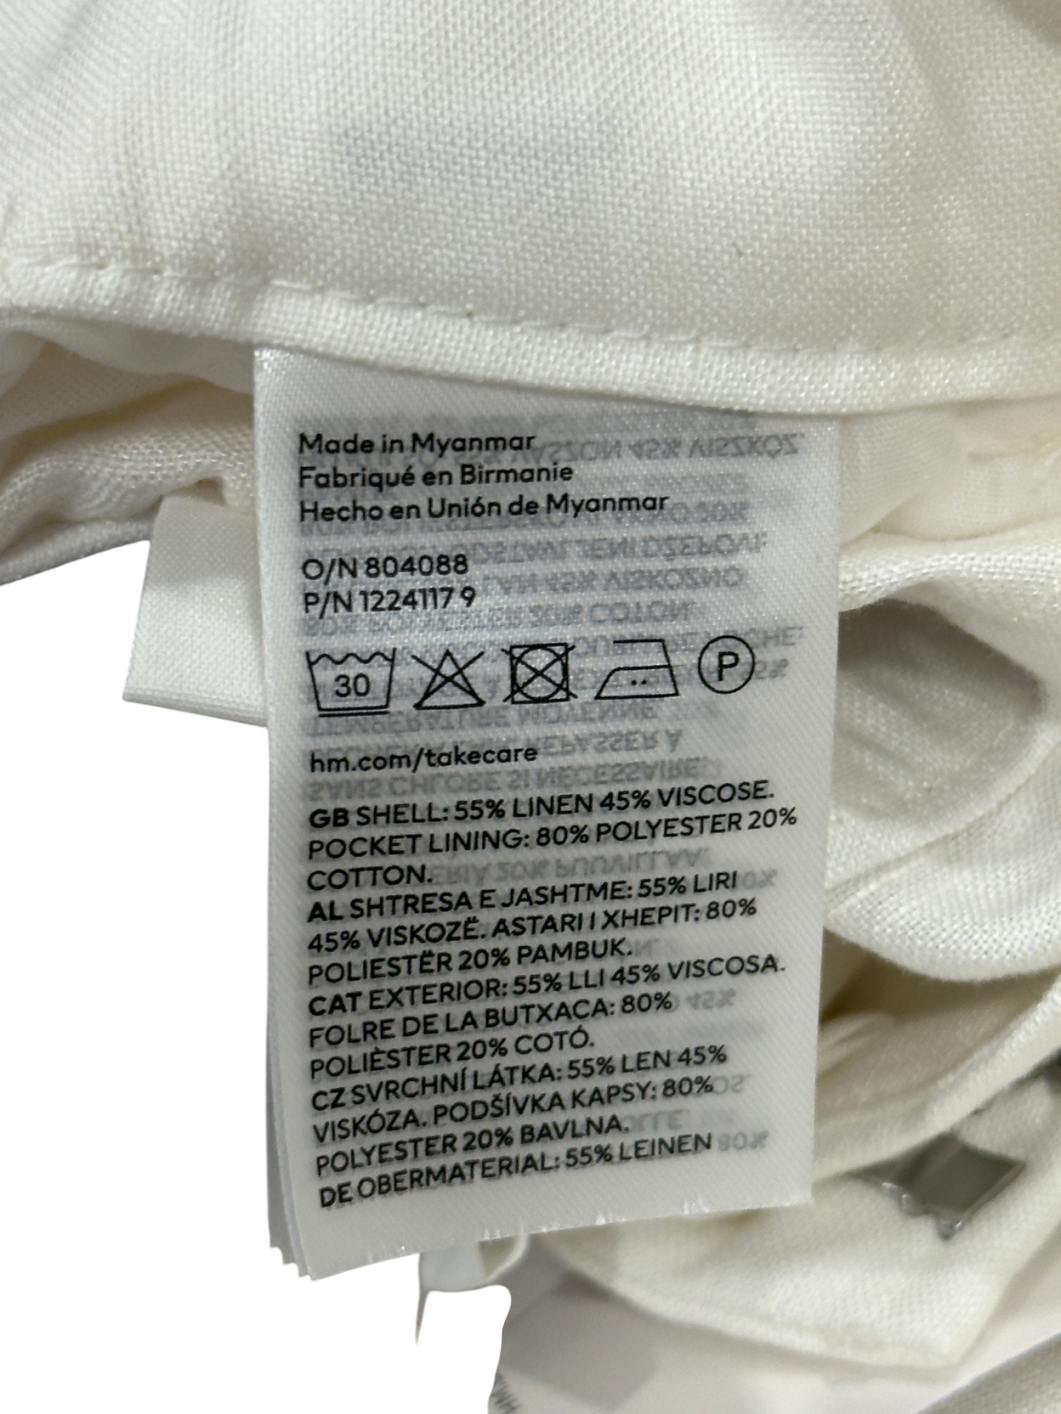 Made in Myanmar
Fabriqué en Birmanie
Hecho en Unión de Myanmar
O/N 804088
P/N 1224117 9
30
P
hm.com/takecare
GB SHELL: 55% LINEN 45% VISCOSE.
POCKET LINING: 80% POLYESTER 20%
COTTON.
AL SHTRESA E JASHTME: 55% LIRI
45% VISKOZË. ASTARI I XHEPIT: 80%
POLIESTËR 20% PAMBUK.
CAT EXTERIOR: 55% LLI 45% VISCOSA.
FOLRE DE LA BUTXACA: 80%
POLIÈSTER 20% COTÓ.
CZ SVRCHNÍ LÁTKA: 55% LEN 45%
VISKÓZA. PODŠÍVKA KAPSY: 80%
POLYESTER 20% BAVLNA.
DE OBERMATERIAL: 55% LEINEN